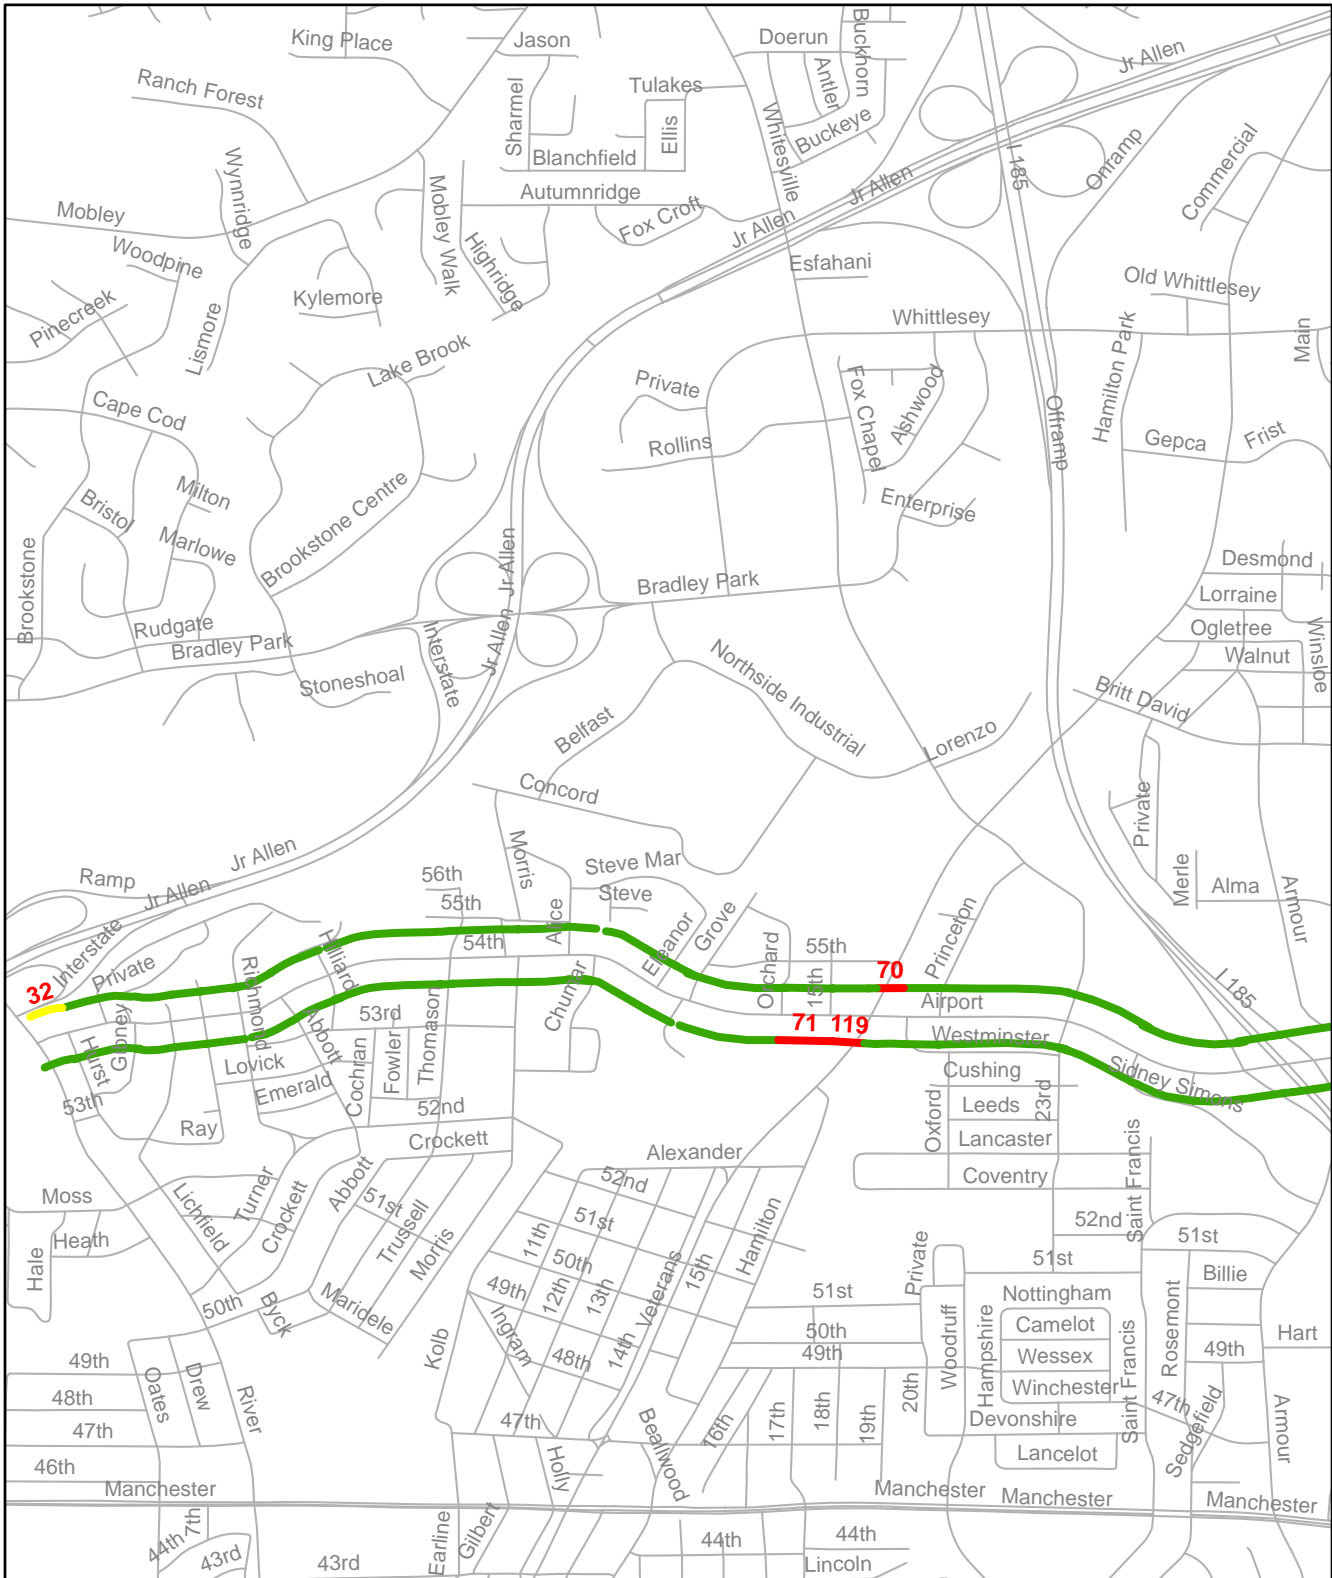 King Place
Jason
Doerun
Buckhorn
Jr Allen
Ranch Forest
Tulakes
Antler
Sharmel
Ellis
Whitesville
Buckeye
Blanchfield
I 185
Onramp
Commercial
Wynnridge
Mobley Walk
Autumnridge
Jr Allen
Mobley
Fox Croft
Jr Allen
Woodpine
Highridge
Esfahani
Old Whittlesey
Kylemore
Pinecreek
Lismore
Whittlesey
Hamilton Park
Main
Lake Brook
Private
Fox Chapel
Ashwood
Offramp
Cape Cod
Rollins
Gepca
Frist
Milton
Bristol
Brookstone Centre
Enterprise
Marlowe
Jr Allen
Brookstone
Bradley Park
Desmond
Lorraine
Rudgate
Bradley Park
Interstate
Jr Allen
Ogletree
Walnut
Winsloe
Stoneshoal
Northside Industrial
Britt David
Belfast
Lorenzo
Concord
Private
Jr Allen
Morris
Steve Mar
Merle
Ramp
Jr Allen
56th
Steve
Alma
Armour
55th
Alice
Grove
Princeton
Interstate
Hilliard
54th
Eleanor
55th
Private
Richmond
Orchard
15th
70
I 185
32
Chumar
Airport
Gibney
Abbott
53rd
71
119
Westminster
Hurst
Thomason
Fowler
Cochran
Lovick
Cushing
Sidney Simons
Emerald
53th
52nd
Oxford
Leeds
23rd
Ray
Crockett
Lancaster
Alexander
Coventry
Saint Francis
Moss
Lichfield
Turner
Crockett
Abbott
51st
52nd
Trussell
Morris
11th
51st
Hamilton
52nd
51st
Heath
Hale
50th
15th
Private
51st
Billie
50th
Byck
Maridele
49th
12th
13th
Veterans
51st
Nottingham
Rosemont
Kolb
Ingram
50th
Camelot
Hart
49th
48th
14th
49th
Woodruff
Hampshire
Wessex
Saint Francis
49th
48th
Oates
Drew
River
20th
Winchester
47th
Sedgefield
Armour
47th
47th
Beallwood
16th
17th
18th
19th
Devonshire
46th
Holly
Lancelot
Manchester
Manchester
Manchester
Manchester
44th
7th
43rd
43rd
Earline
Gilbert
44th
44th
Lincoln